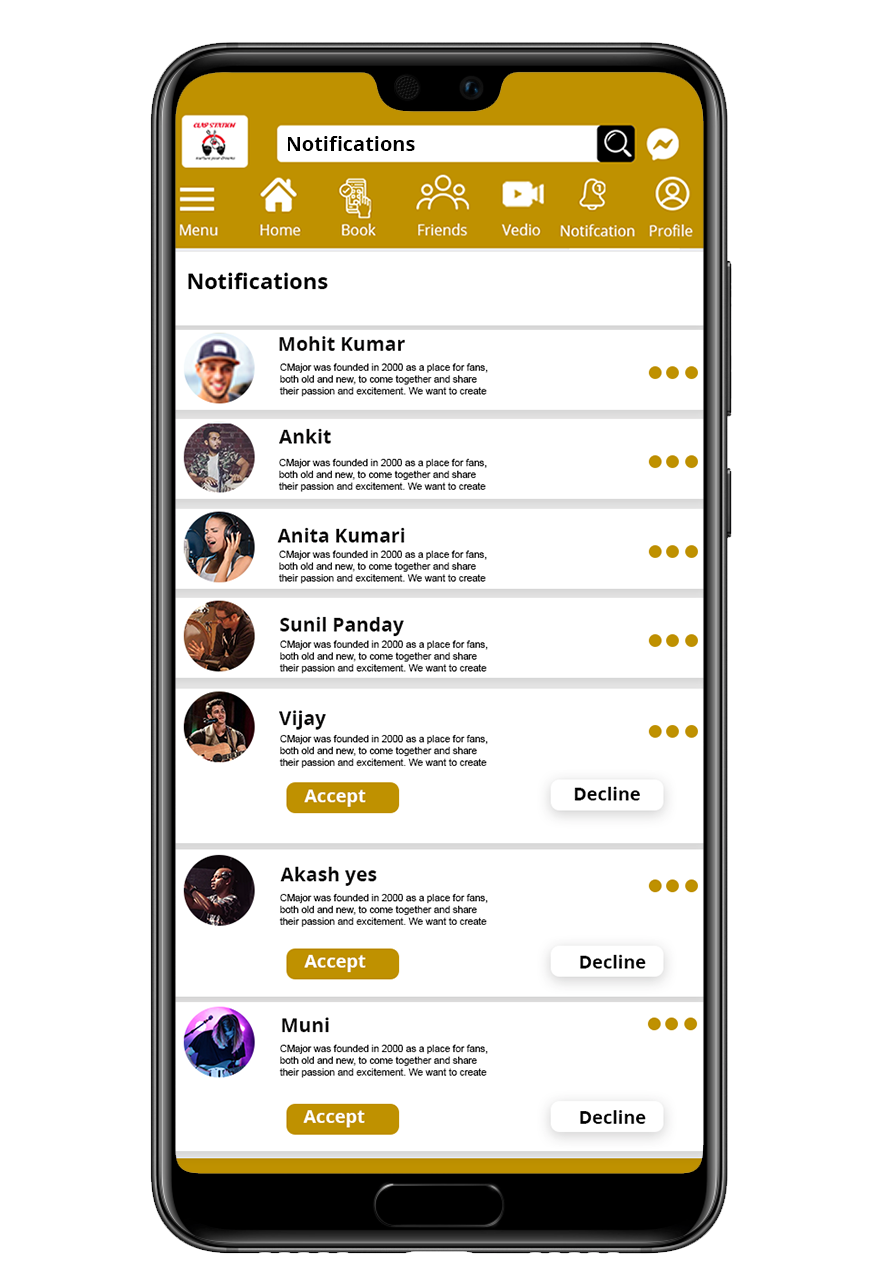 CLAP STATION
nurture your dreams
Notifications
Menu Home Book Friends Vedio Notifcation Profile
1
Notifications
Mohit Kumar
CMajor was founded in 2000 as a place for fans,
both old and new, to come together and share
their passion and excitement. We want to create
Ankit
CMajor was founded in 2000 as a place for fans,
both old and new, to come together and share
their passion and excitement. We want to create
Anita Kumari
CMajor was founded in 2000 as a place for fans,
both old and new, to come together and share
their passion and excitement. We want to create
Sunil Panday
CMajor was founded in 2000 as a place for fans,
both old and new, to come together and share
their passion and excitement. We want to create
Vijay
CMajor was founded in 2000 as a place for fans,
both old and new, to come together and share
their passion and excitement. We want to create
Accept Decline
Akash yes
CMajor was founded in 2000 as a place for fans,
both old and new, to come together and share
their passion and excitement. We want to create
Accept Decline
Muni
CMajor was founded in 2000 as a place for fans,
both old and new, to come together and share
their passion and excitement. We want to create
Accept Decline